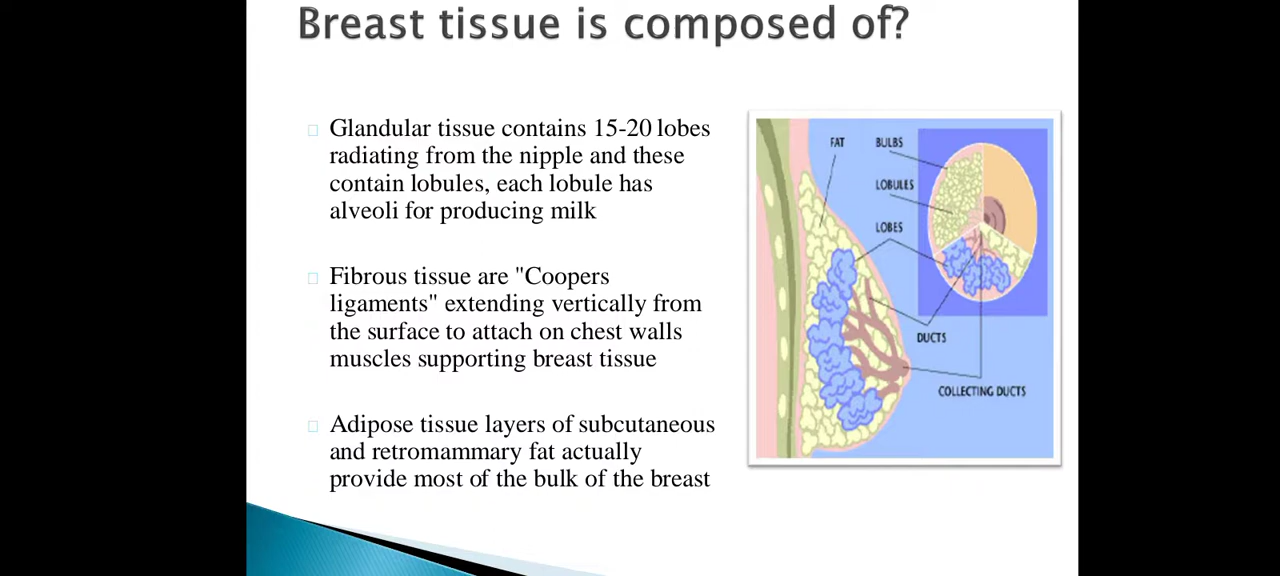 Breast tissue is composed of?
Glandular tissue contains 15-20 lobes
radiating from the nipple and these
contain lobules, each lobule has
alveoli for producing milk
Fibrous tissue are "Coopers
ligaments" extending vertically from
the surface to attach on chest walls
muscles supporting breast tissue
Adipose tissue layers of subcutaneous
and retromammary fat actually
provide most of the bulk of the breast
FAT
BULBS
LOBULES
LOBES
DUCTS
COLLECTING DUCTS